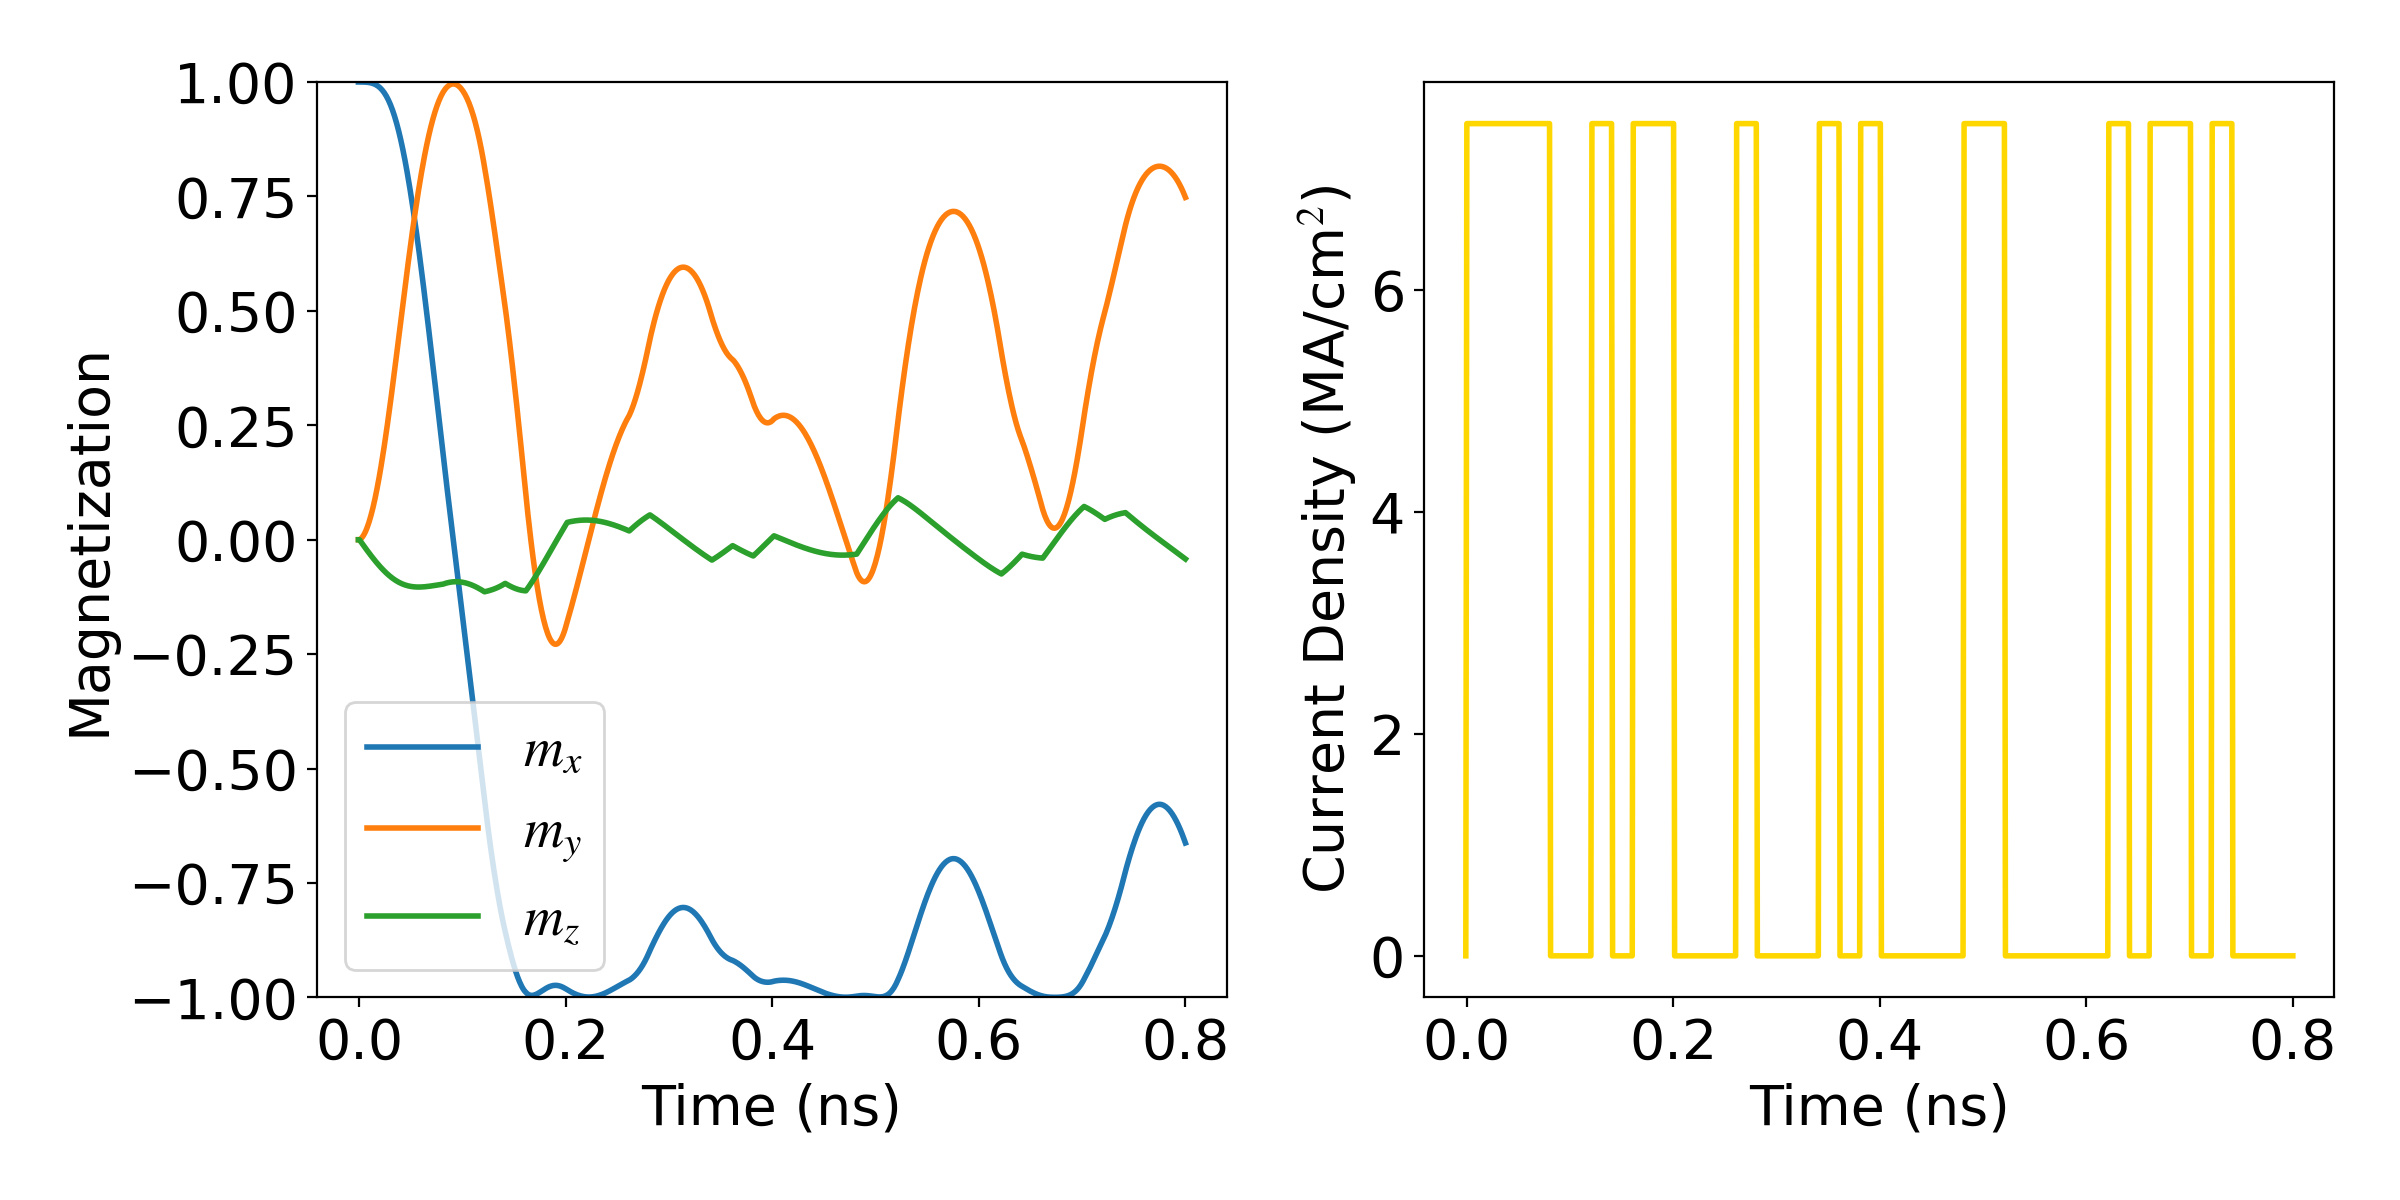 Magnetization
1.00
0.75
0.50
0.25
0.00
−0.25
−0.50
−0.75
−1.00
m_x
m_y
m_z
0.0 0.2 0.4 0.6 0.8
Time (ns)
Current Density (MA/cm²)
6
4
2
0
0.0 0.2 0.4 0.6 0.8
Time (ns)